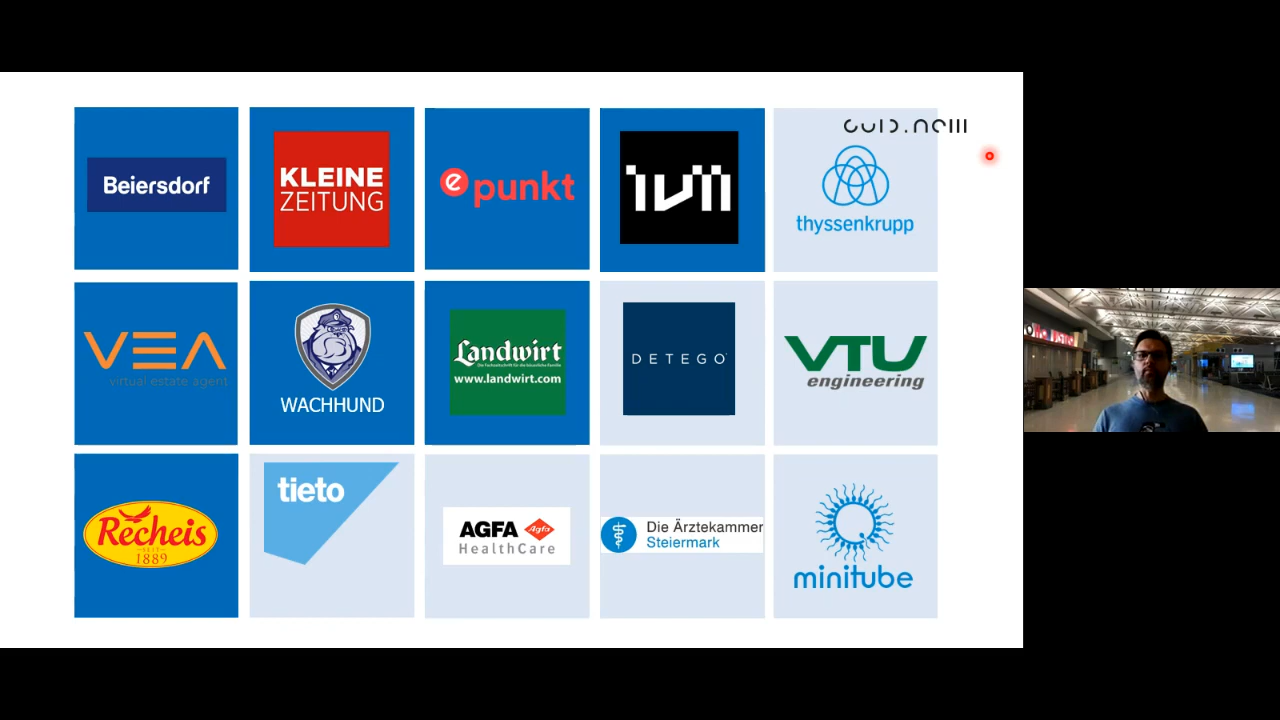 Beiersdorf
KLEINE
ZEITUNG
e punkt
thyssenkrupp
VEA
virtual estate agent
WACHHUND
Landwirt
www.landwirt.com
DETEGO
VTU
engineering
Recheis
SEIT
1889
tieto
AGFA
Agfa
HealthCare
Die Ärztekammer
Steiermark
minitube